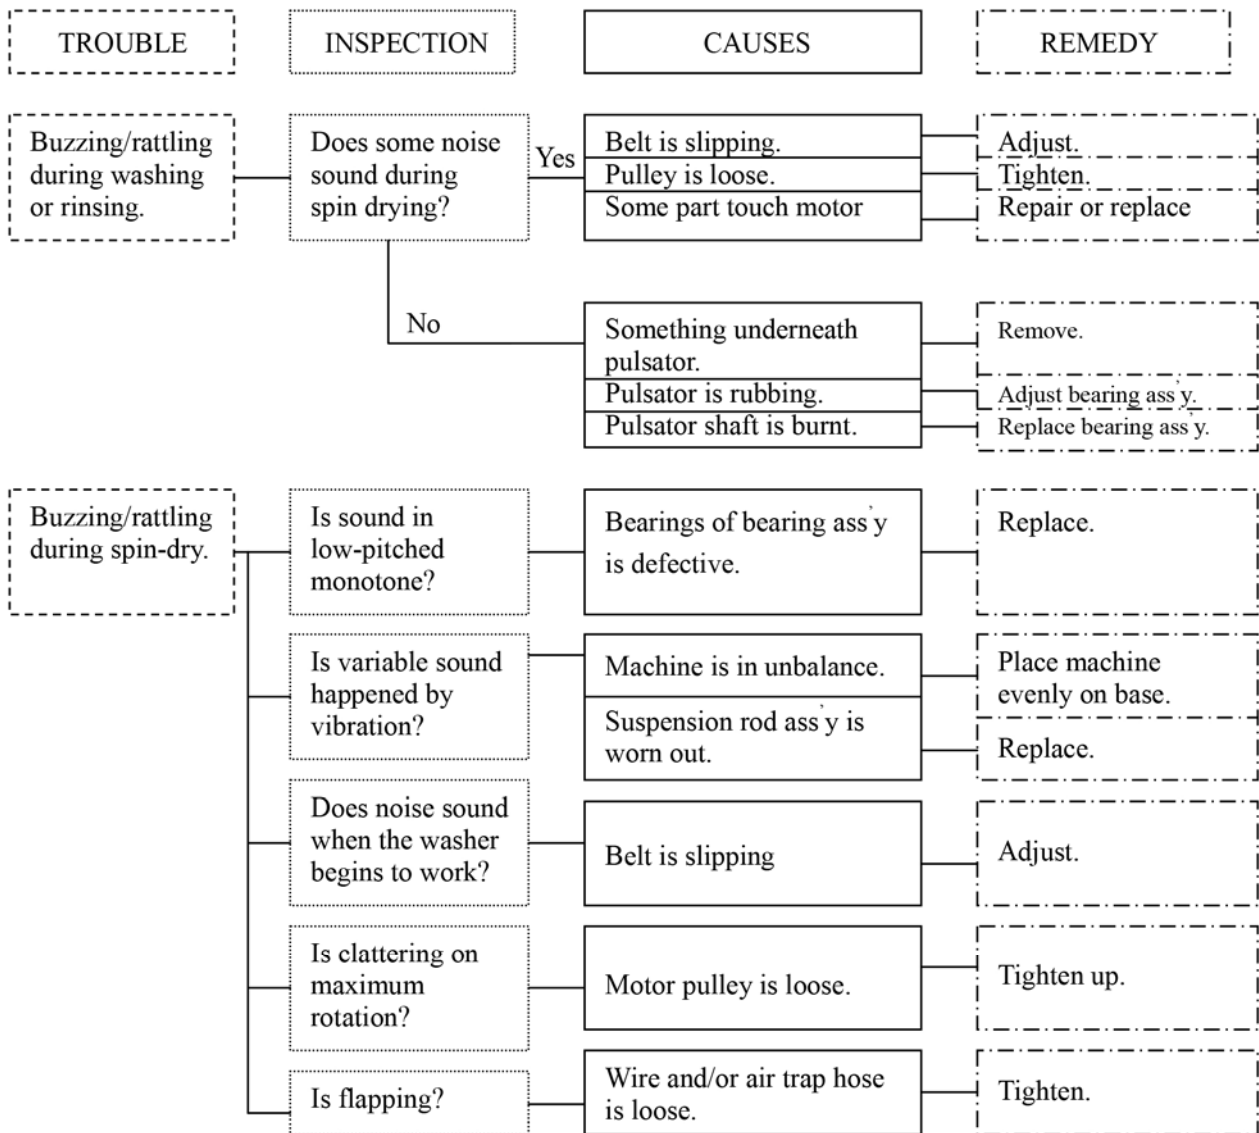 TROUBLE
INSPECTION
CAUSES
REMEDY
Buzzing/rattling
during washing
or rinsing.
Does some noise
sound during
spin drying?
Yes
Belt is slipping.
Adjust.
Pulley is loose.
Tighten.
Some part touch motor
Repair or replace
No
Something underneath
pulsator.
Remove.
Pulsator is rubbing.
Adjust bearing ass'y.
Pulsator shaft is burnt.
Replace bearing ass'y.
Buzzing/rattling
during spin-dry.
Is sound in
low-pitched
monotone?
Bearings of bearing ass'y
is defective.
Replace.
Is variable sound
happened by
vibration?
Machine is in unbalance.
Place machine
evenly on base.
Suspension rod ass'y is
worn out.
Replace.
Does noise sound
when the washer
begins to work?
Belt is slipping
Adjust.
Is clattering on
maximum
rotation?
Motor pulley is loose.
Tighten up.
Is flapping?
Wire and/or air trap hose
is loose.
Tighten.